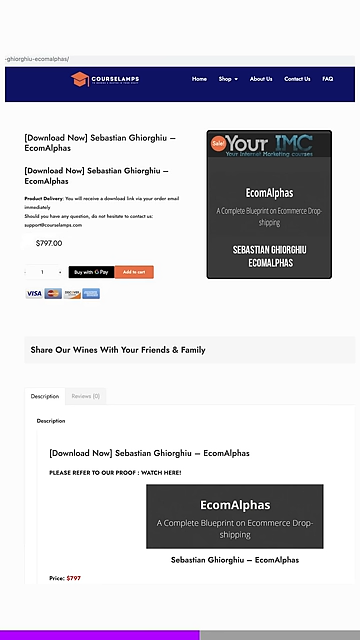 -ghiorghiu-ecomalphas/
COURSELAMPS
Home Shop About Us Contact Us FAQ
[Download Now] Sebastian Ghiorghiu –
EcomAlphas
[Download Now] Sebastian Ghiorghiu –
EcomAlphas
Product Delivery: You will receive a download link via your order email
immediately
Should you have any question, do not hesitate to contact us:
support@courselamps.com
$797.00
- 1 + Buy with G Pay Add to cart
VISA MasterCard DISCOVER AMERICAN EXPRESS
Sale!
Your IMC
Your Internet Marketing courses
EcomAlphas
A Complete Blueprint on Ecommerce Drop-
shipping
SEBASTIAN GHIORGHIU
ECOMALPHAS
Share Our Wines With Your Friends & Family
Description Reviews (0)
Description
[Download Now] Sebastian Ghiorghiu – EcomAlphas
PLEASE REFER TO OUR PROOF : WATCH HERE!
EcomAlphas
A Complete Blueprint on Ecommerce Drop-
shipping
Sebastian Ghiorghiu – EcomAlphas
Price: $797